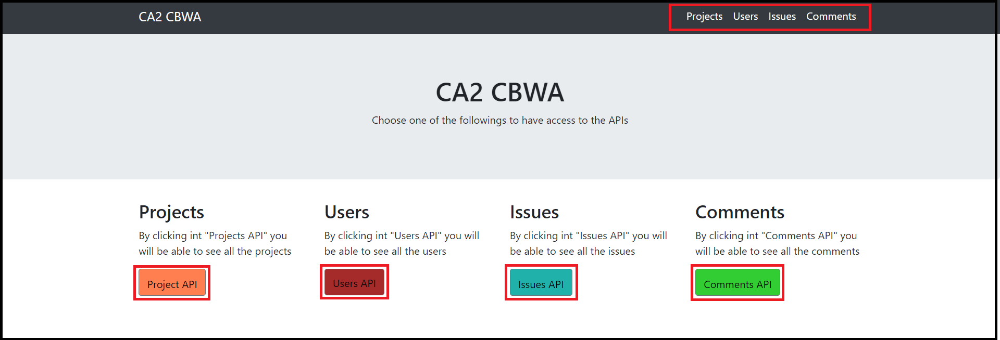 CA2 CBWA
Projects Users Issues Comments
CA2 CBWA
Choose one of the followings to have access to the APIs
Projects
By clicking int "Projects API" you
will be able to see all the projects
Project API
Users
By clicking int "Users API" you will
be able to see all the users
Users API
Issues
By clicking int "Issues API" you will
be able to see all the issues
Issues API
Comments
By clicking int "Comments API" you
will be able to see all the comments
Comments API